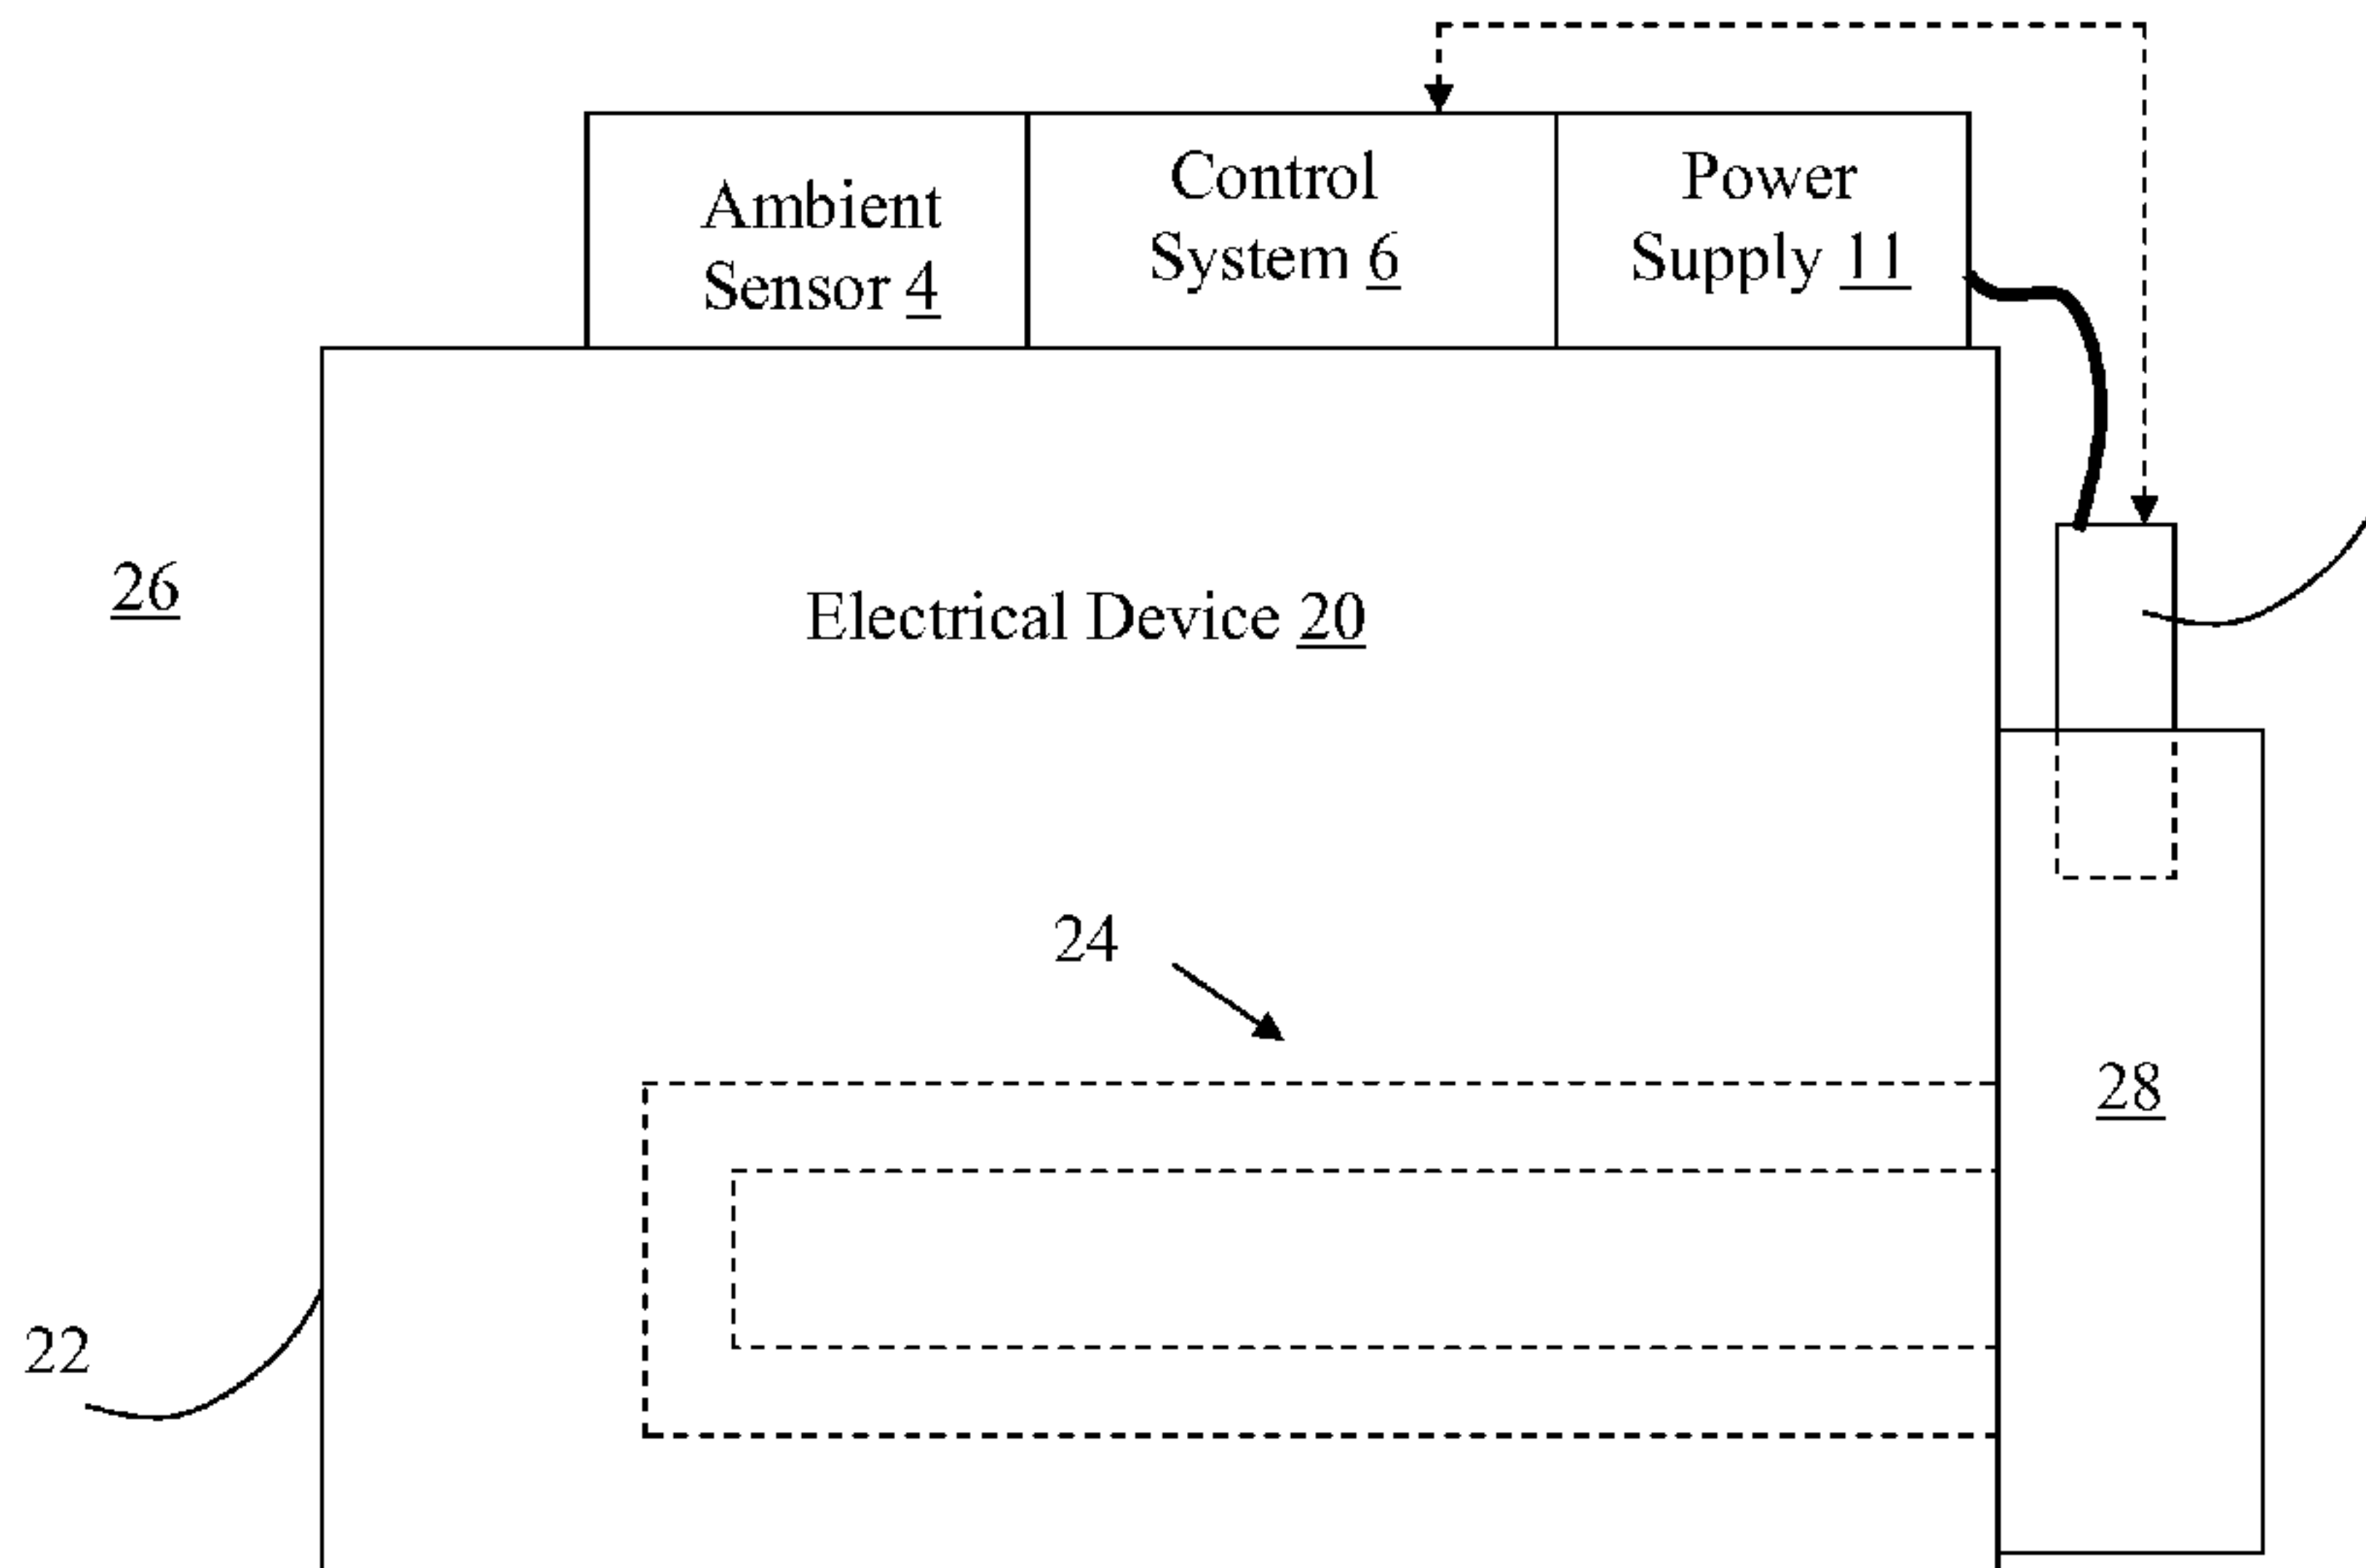 Ambient
Sensor 4
Control
System 6
Power
Supply 11
26
Electrical Device 20
24
28
22